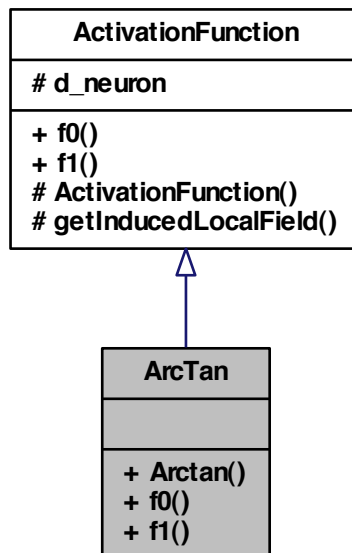 ActivationFunction
# d_neuron
+ f0()
+ f1()
# ActivationFunction()
# getInducedLocalField()
ArcTan
+ Arctan()
+ f0()
+ f1()